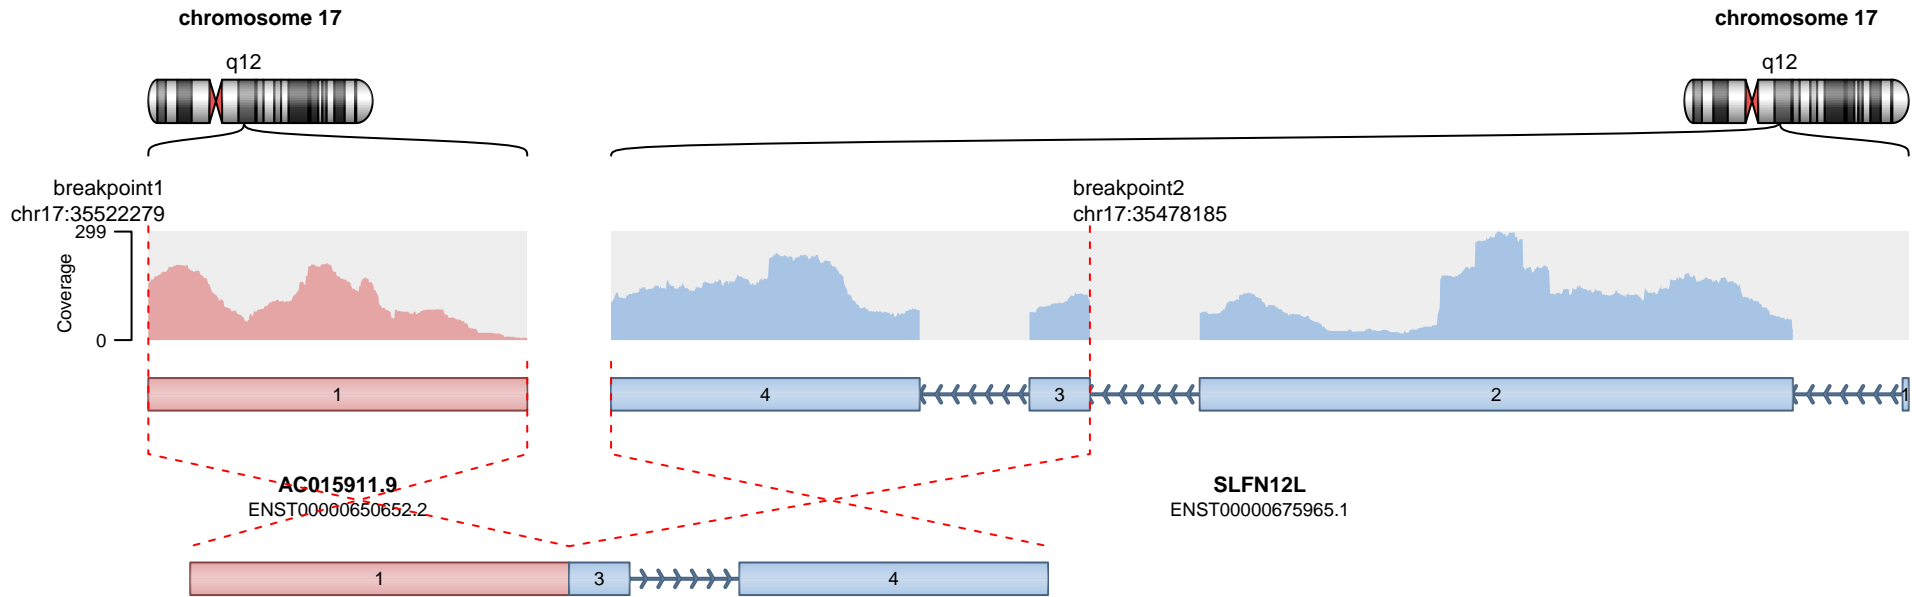 chromosome 17
chromosome 17
q12
q12
breakpoint1
chr17:35522279
breakpoint2
chr17:35478185
299
Coverage
0
1
4
3
2
1
AC015911.9
ENST00000650652.2
SLFN12L
ENST00000675965.1
1
3
4